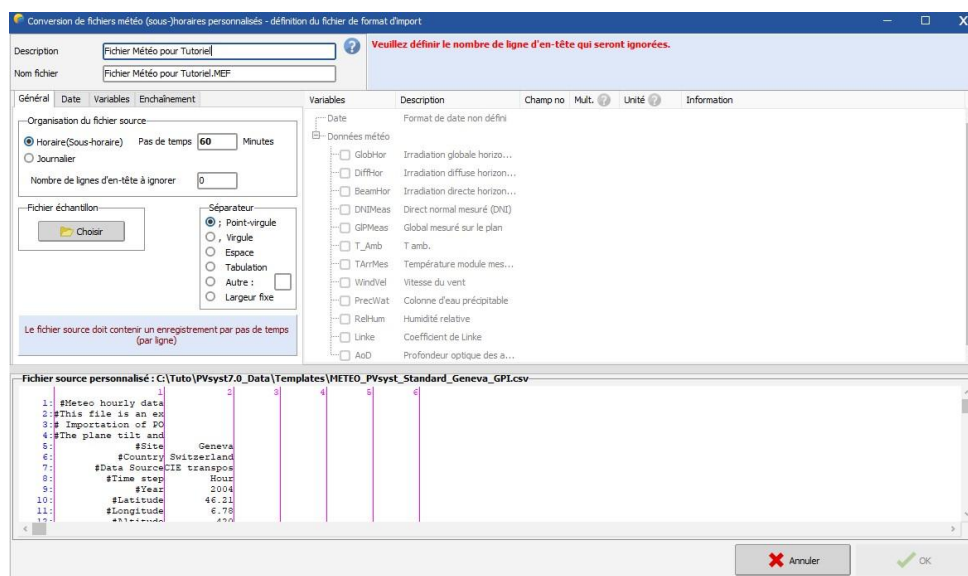 Conversion de fichiers météo (sous-)horaires personnalisés - définition du fichier de format d'import
Description
Fichier Météo pour Tutoriel
Veuillez définir le nombre de ligne d'en-tête qui seront ignorées.
Nom fichier
Fichier Météo pour Tutoriel.MEF
Général Date Variables Enchaînement
Organisation du fichier source
Horaire(Sous-horaire) Pas de temps 60 Minutes
Journalier
Nombre de lignes d'en-tête à ignorer 0
Fichier échantillon
Choisir
Séparateur
; Point-virgule
, Virgule
Espace
Tabulation
Autre :
Largeur fixe
Le fichier source doit contenir un enregistrement par pas de temps
(par ligne)
Variables Description Champ no Mult. ? Unité ? Information
Date Format de date non défini
Données météo
GlobHor Irradiation globale horizo...
DiffHor Irradiation diffuse horizon...
BeamHor Irradiation directe horizon...
DNIMeas Direct normal mesuré (DNI)
GlPMeas Global mesuré sur le plan
T_Amb T amb.
TArrMes Température module mes...
WindVel Vitesse du vent
PrecWat Colonne d'eau précipitable
RelHum Humidité relative
Linke Coefficient de Linke
AoD Profondeur optique des a...
Fichier source personnalisé : C:\Tuto\PVsyst7.0_Data\Templates\METEO_PVsyst_Standard_Geneva_GPI.csv
1 2 3 4 5 6
1: #Meteo hourly data
2: #This file is an ex
3: # Importation of PO
4: #The plane tilt and
5: #Site Geneva
6: #Country Switzerland
7: #Data Source CIE transpos
8: #Time step Hour
9: #Year 2004
10: #Latitude 46.21
11: #Longitude 6.78
12: #Altitude 420
Annuler OK